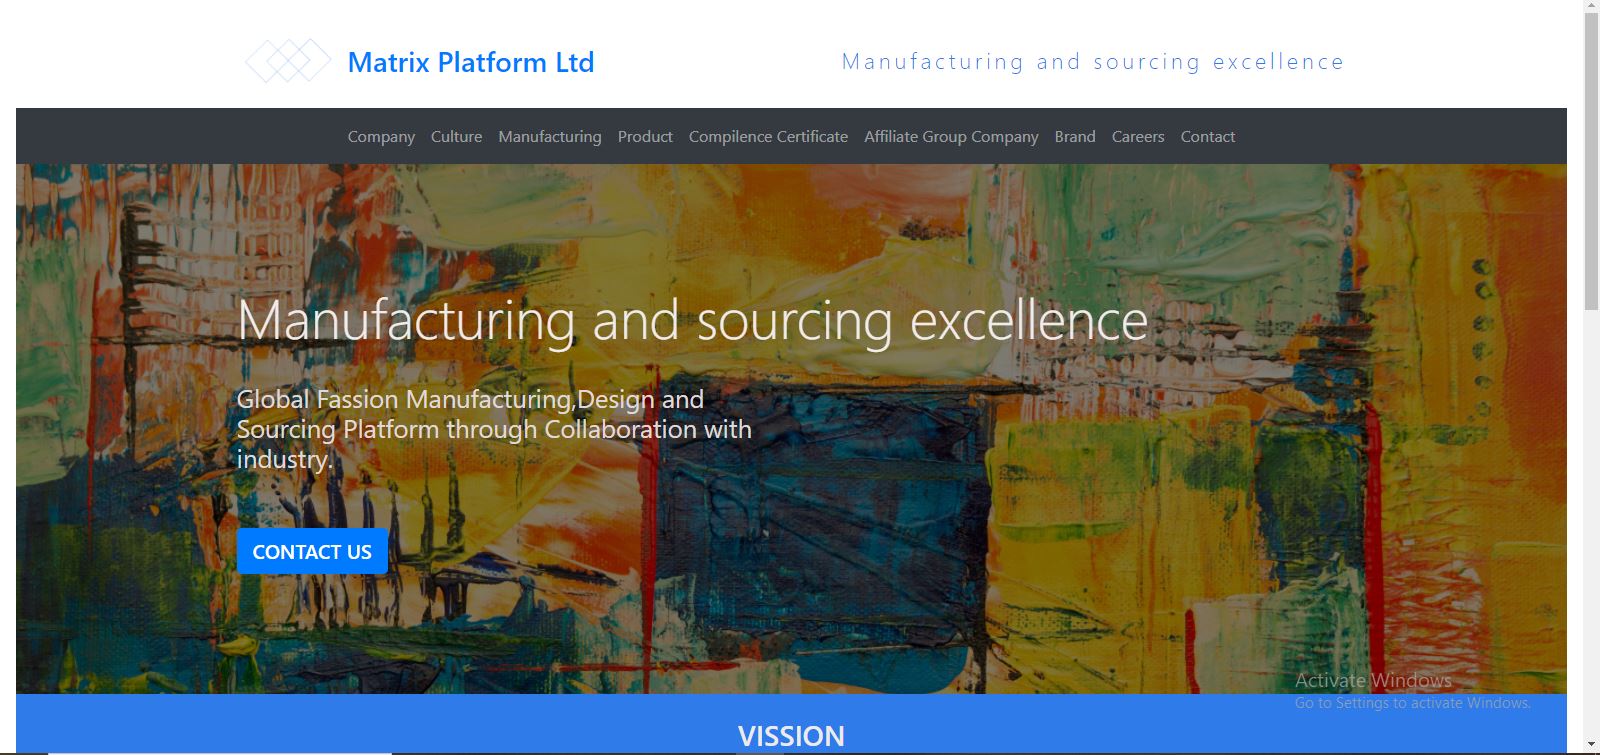 Matrix Platform Ltd
Manufacturing and sourcing excellence
Company Culture Manufacturing Product Compilence Certificate Affiliate Group Company Brand Careers Contact
Manufacturing and sourcing excellence
Global Fassion Manufacturing,Design and
Sourcing Platform through Collaboration with
industry.
CONTACT US
Activate Windows
Go to Settings to activate Windows.
VISSION